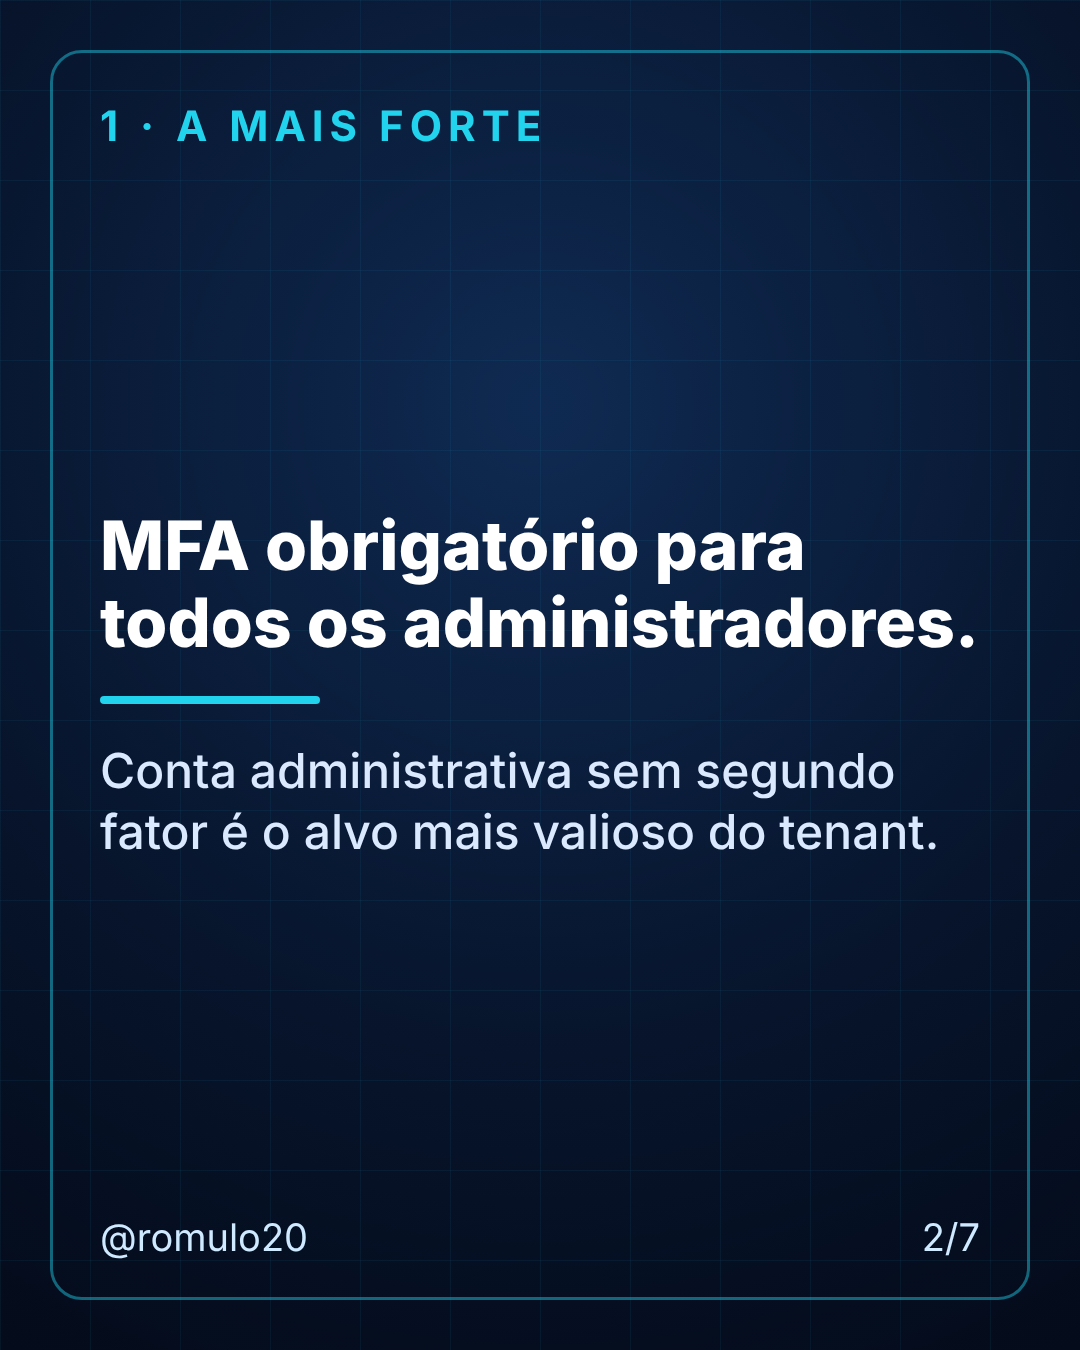 1 · A MAIS FORTE
MFA obrigatório para
todos os administradores.
Conta administrativa sem segundo
fator é o alvo mais valioso do tenant.
@romulo20
2/7